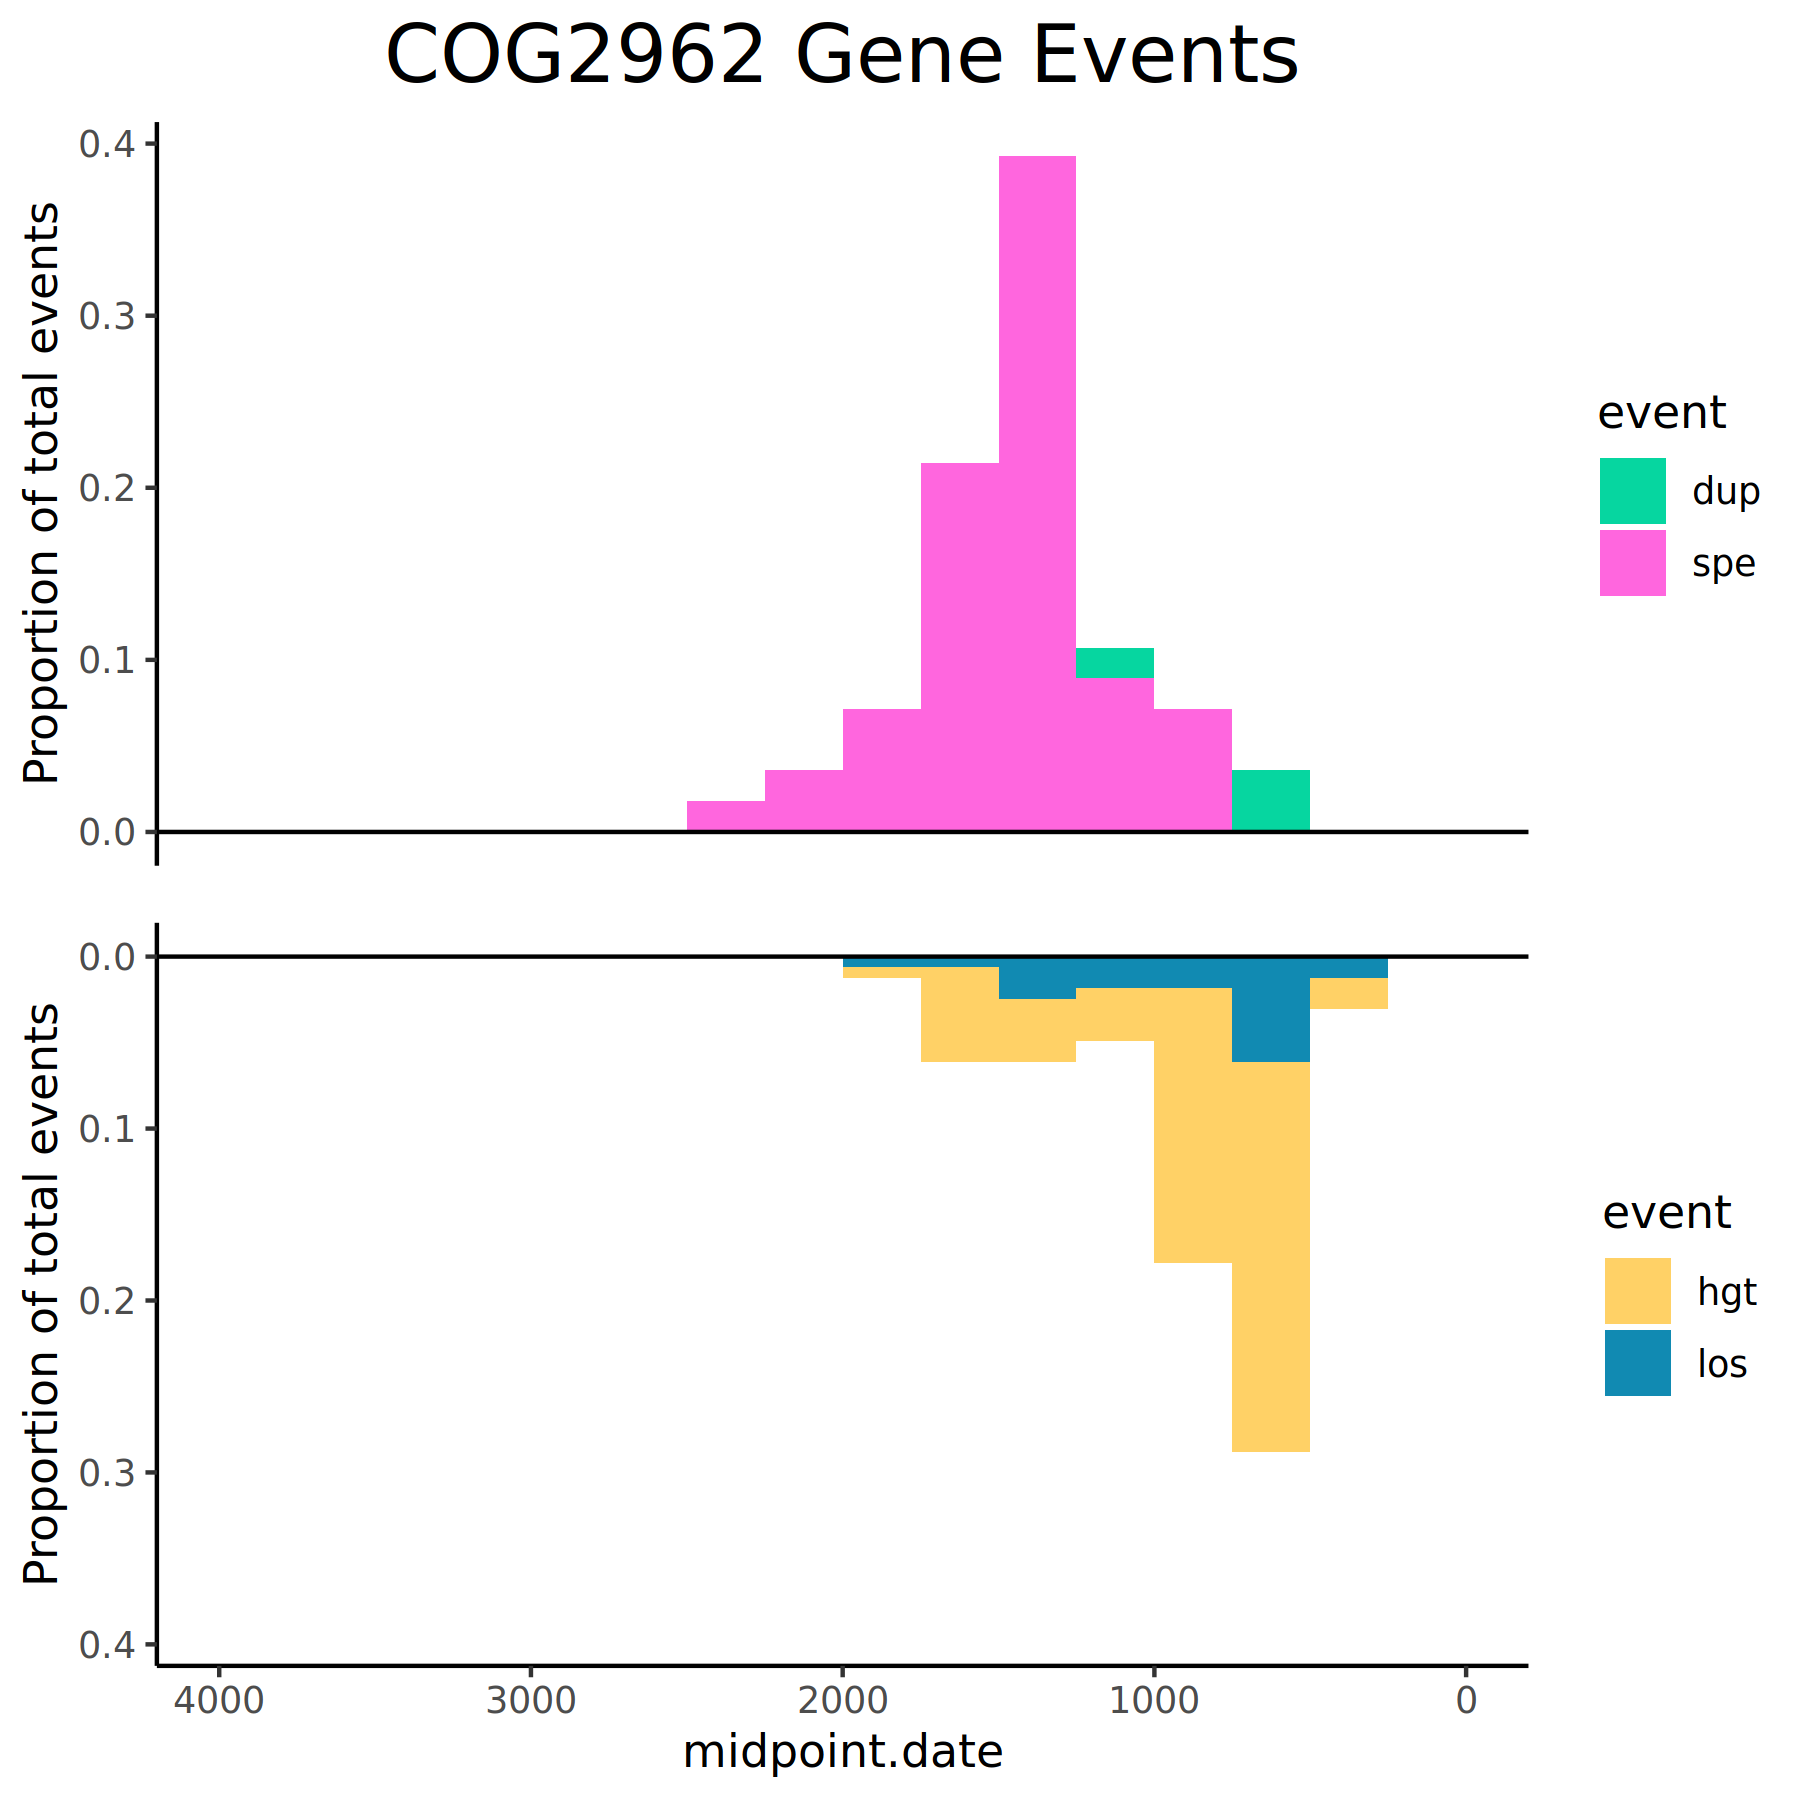 COG2962 Gene Events
Proportion of total events
0.4
0.3
0.2
0.1
0.0
event
dup
spe
Proportion of total events
0.0
0.1
0.2
0.3
0.4
event
hgt
los
4000 3000 2000 1000 0
midpoint.date